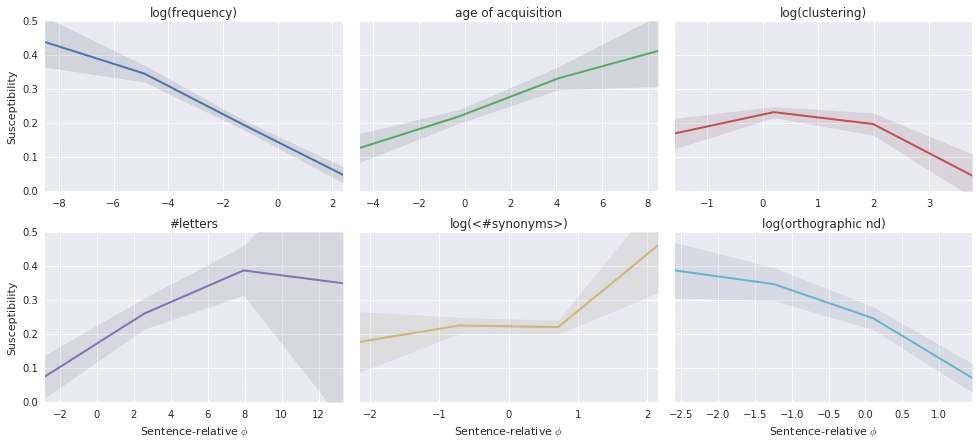 log(frequency) age of acquisition log(clustering)
Susceptibility
0.5
0.4
0.3
0.2
0.1
0.0
−8 −6 −4 −2 0 2
−4 −2 0 2 4 6 8
−1 0 1 2 3
#letters log(<#synonyms>) log(orthographic nd)
Susceptibility
0.5
0.4
0.3
0.2
0.1
0.0
−2 0 2 4 6 8 10 12
−2 −1 0 1 2
−2.5 −2.0 −1.5 −1.0 −0.5 0.0 0.5 1.0
Sentence-relative ϕ Sentence-relative ϕ Sentence-relative ϕ